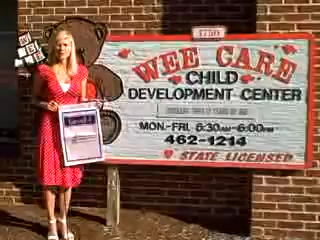 1750
WEE CARE
CHILD
DEVELOPMENT CENTER
MON-FRI 6:30AM-6:00PM
462-1214
STATE LICENSED